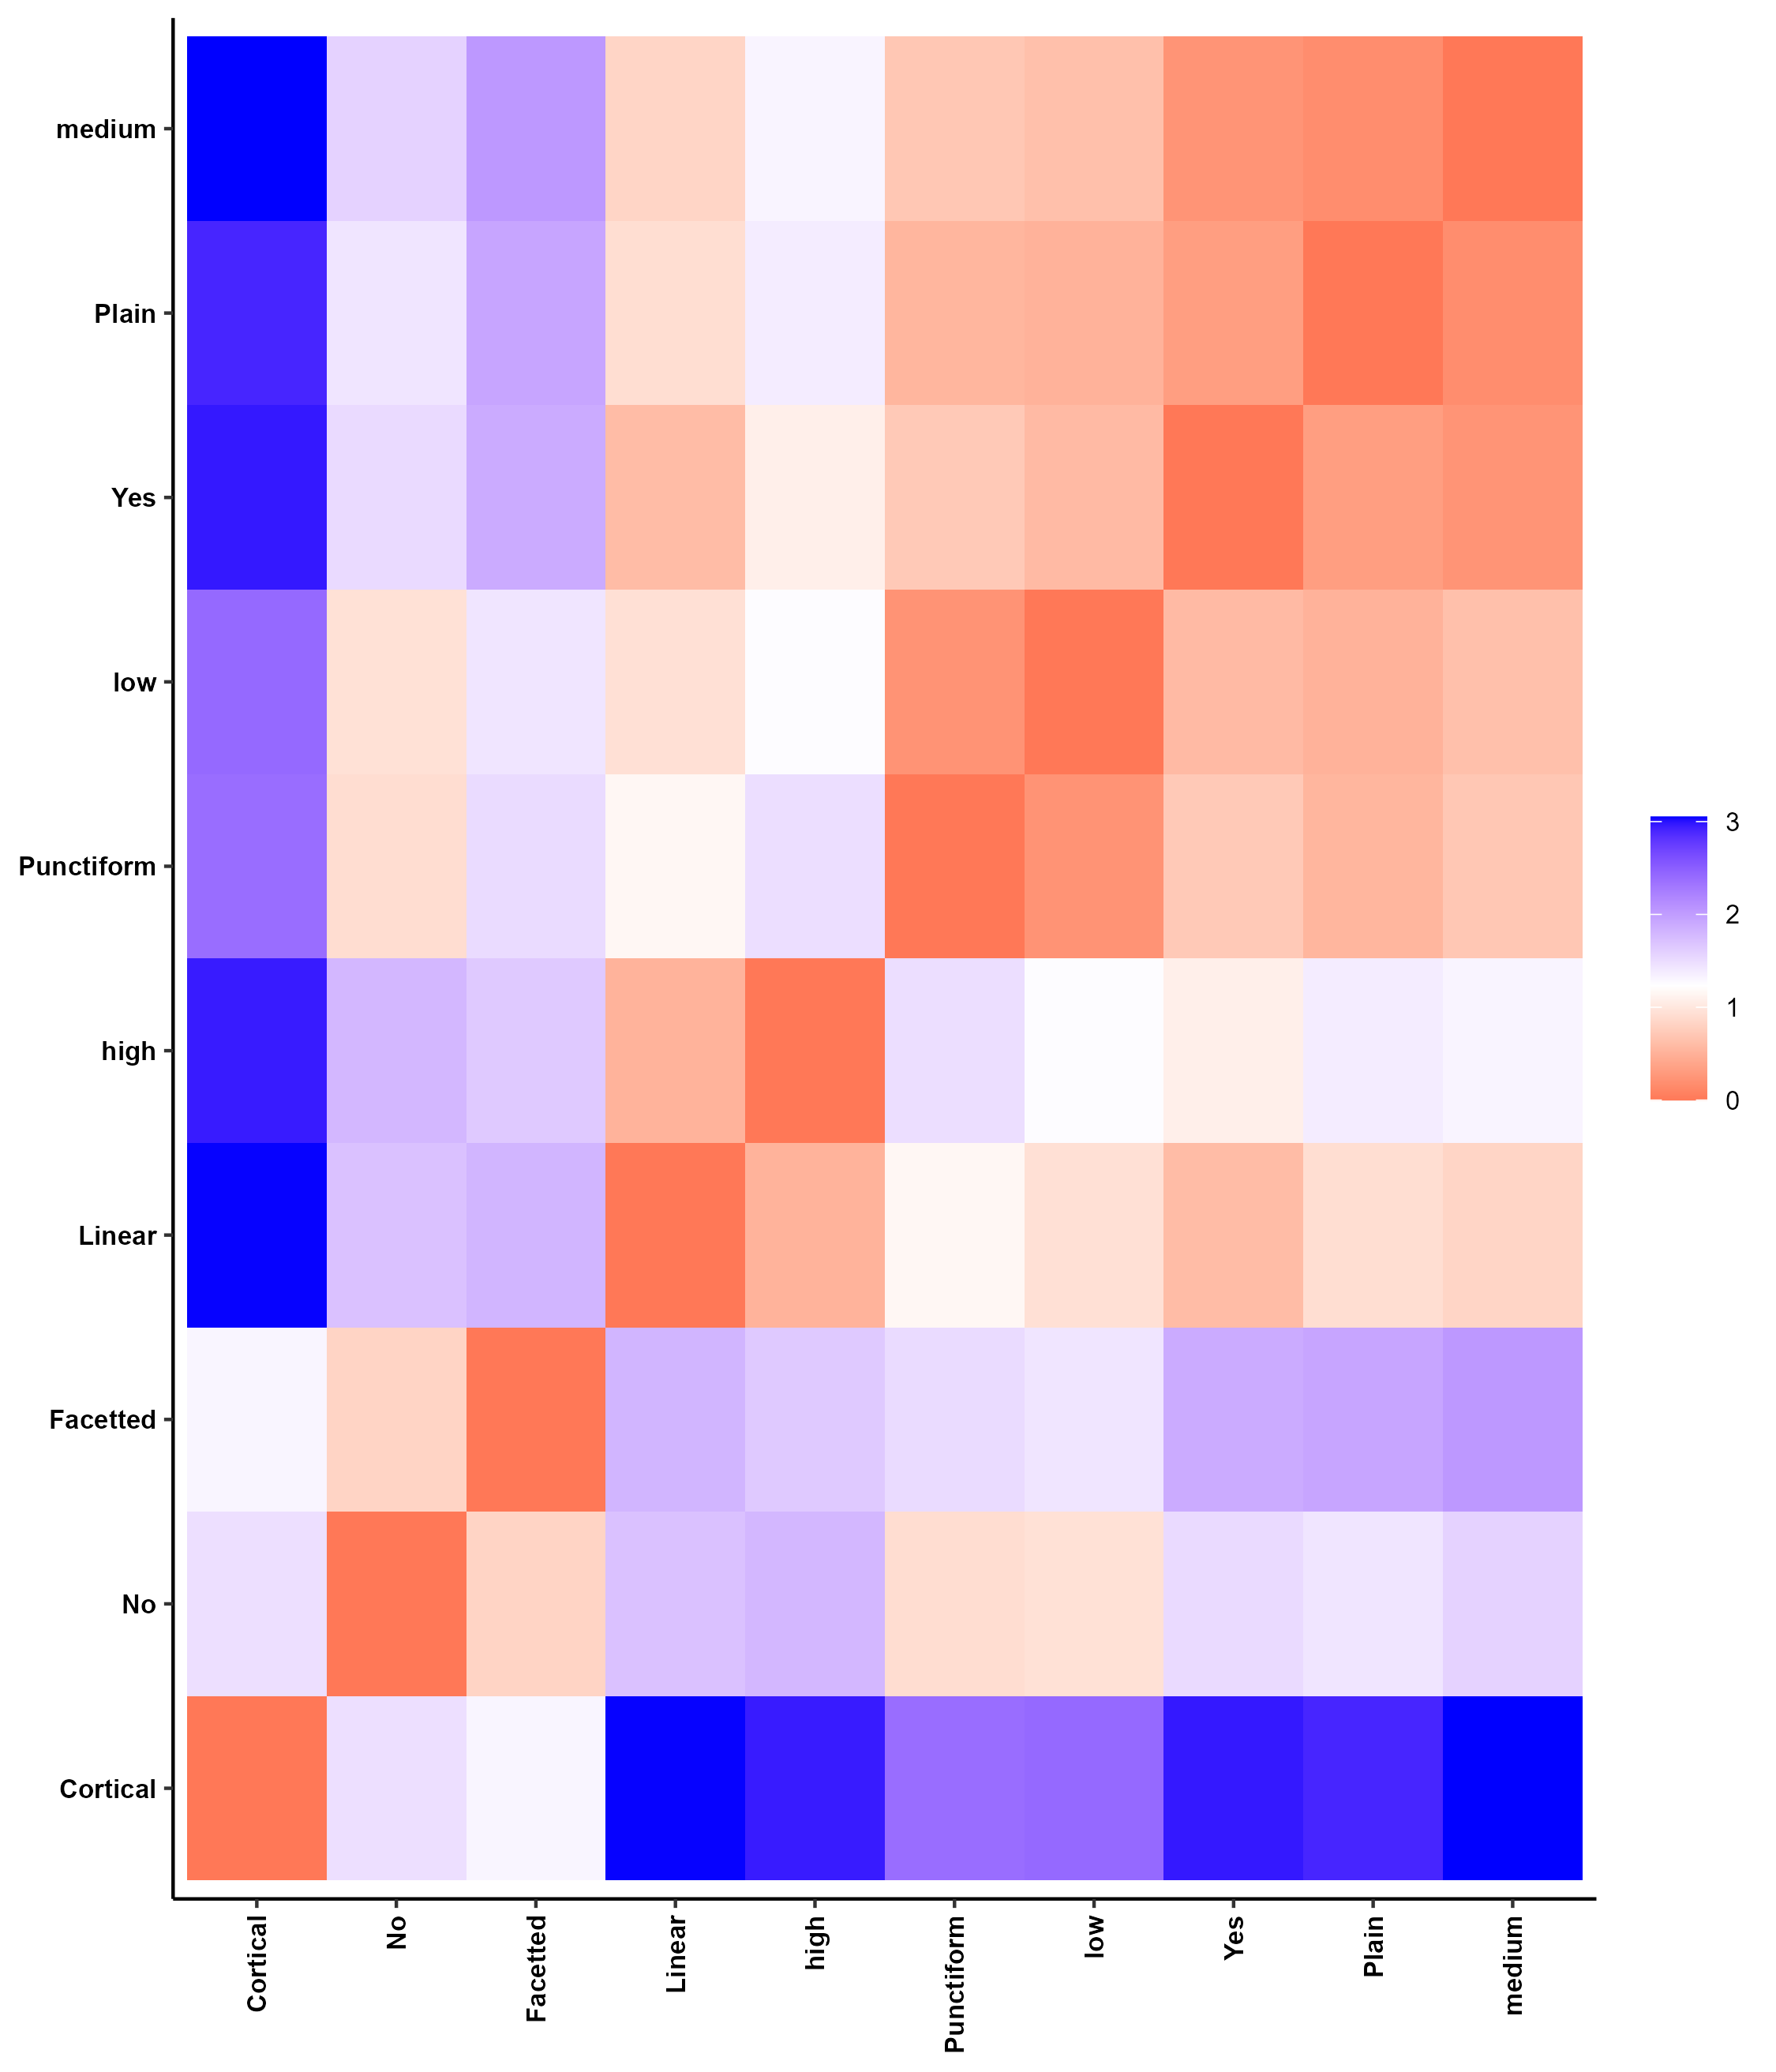 medium
Plain
Yes
low
Punctiform
high
Linear
Facetted
No
Cortical
Cortical
No
Facetted
Linear
high
Punctiform
low
Yes
Plain
medium
3
2
1
0